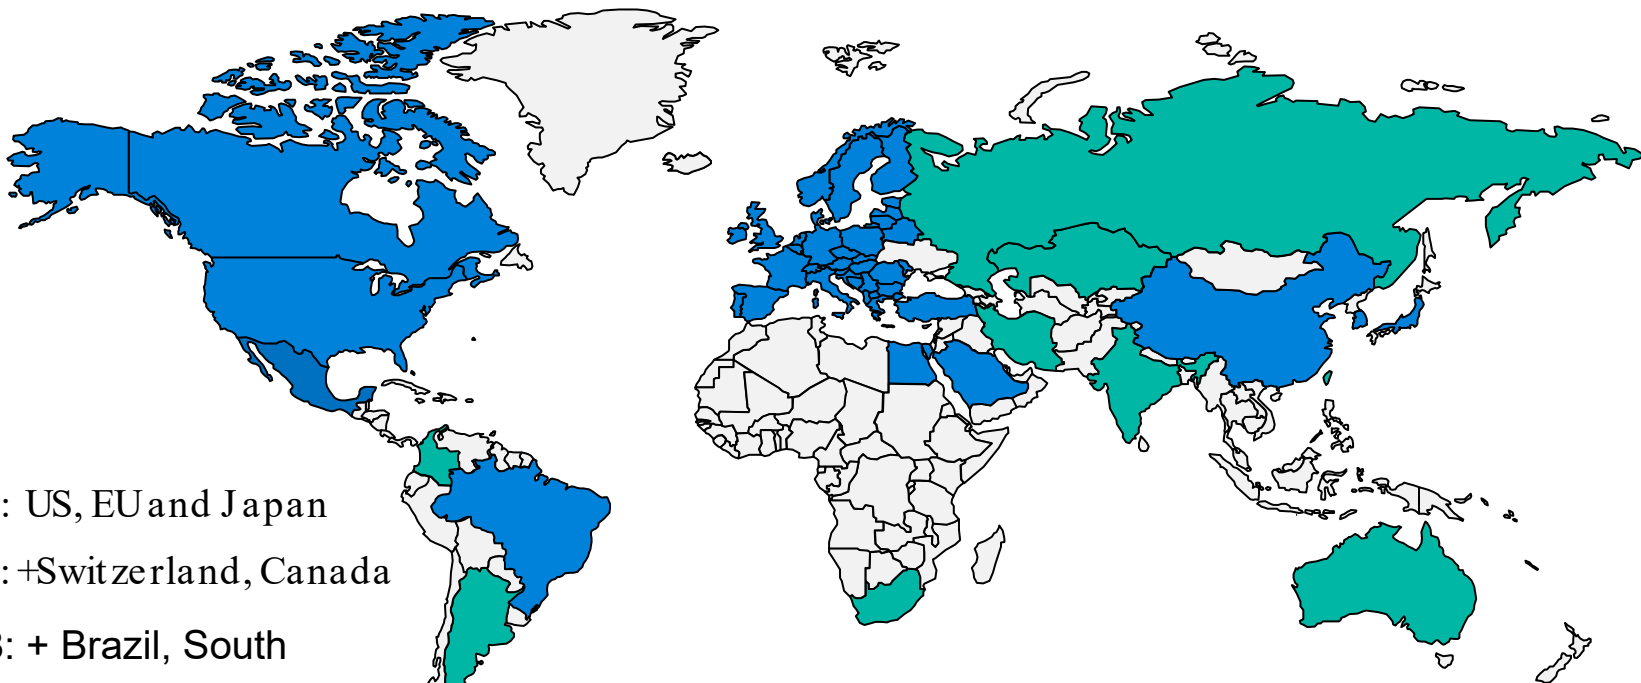 : US, EU and Japan
: +Switzerland, Canada
: + Brazil, South